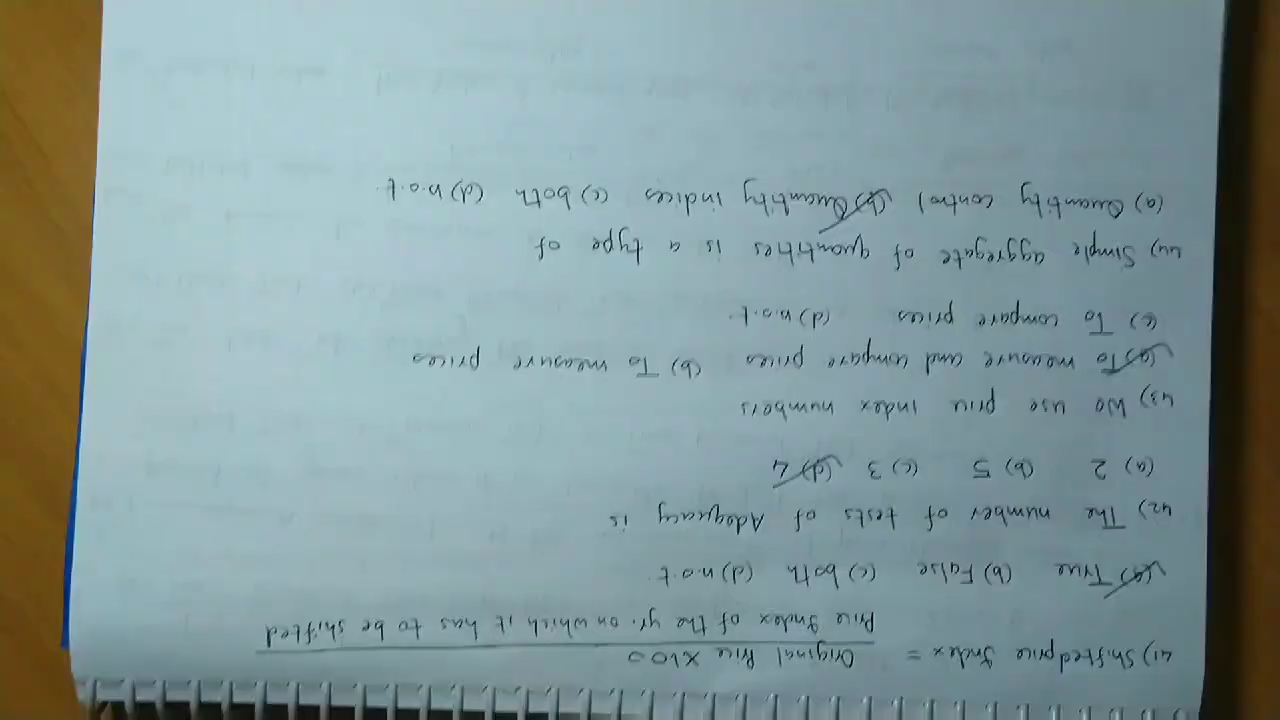 41) Shifted price Index = Original Price X100
Price Index of the yr. on which it has to be shifted
(a) True (b) False (c) both (d) n.o.t
42) The number of tests of Adequacy is
(a) 2 (b) 5 (c) 3 (d) 4
43) We use price index numbers
(a) To measure and compare prices (b) To measure prices
(c) To compare prices (d) n.o.t.
44) Simple aggregate of quantities is a type of
(a) Quantity control (b) Quantity indices (c) both (d) n.o.t.